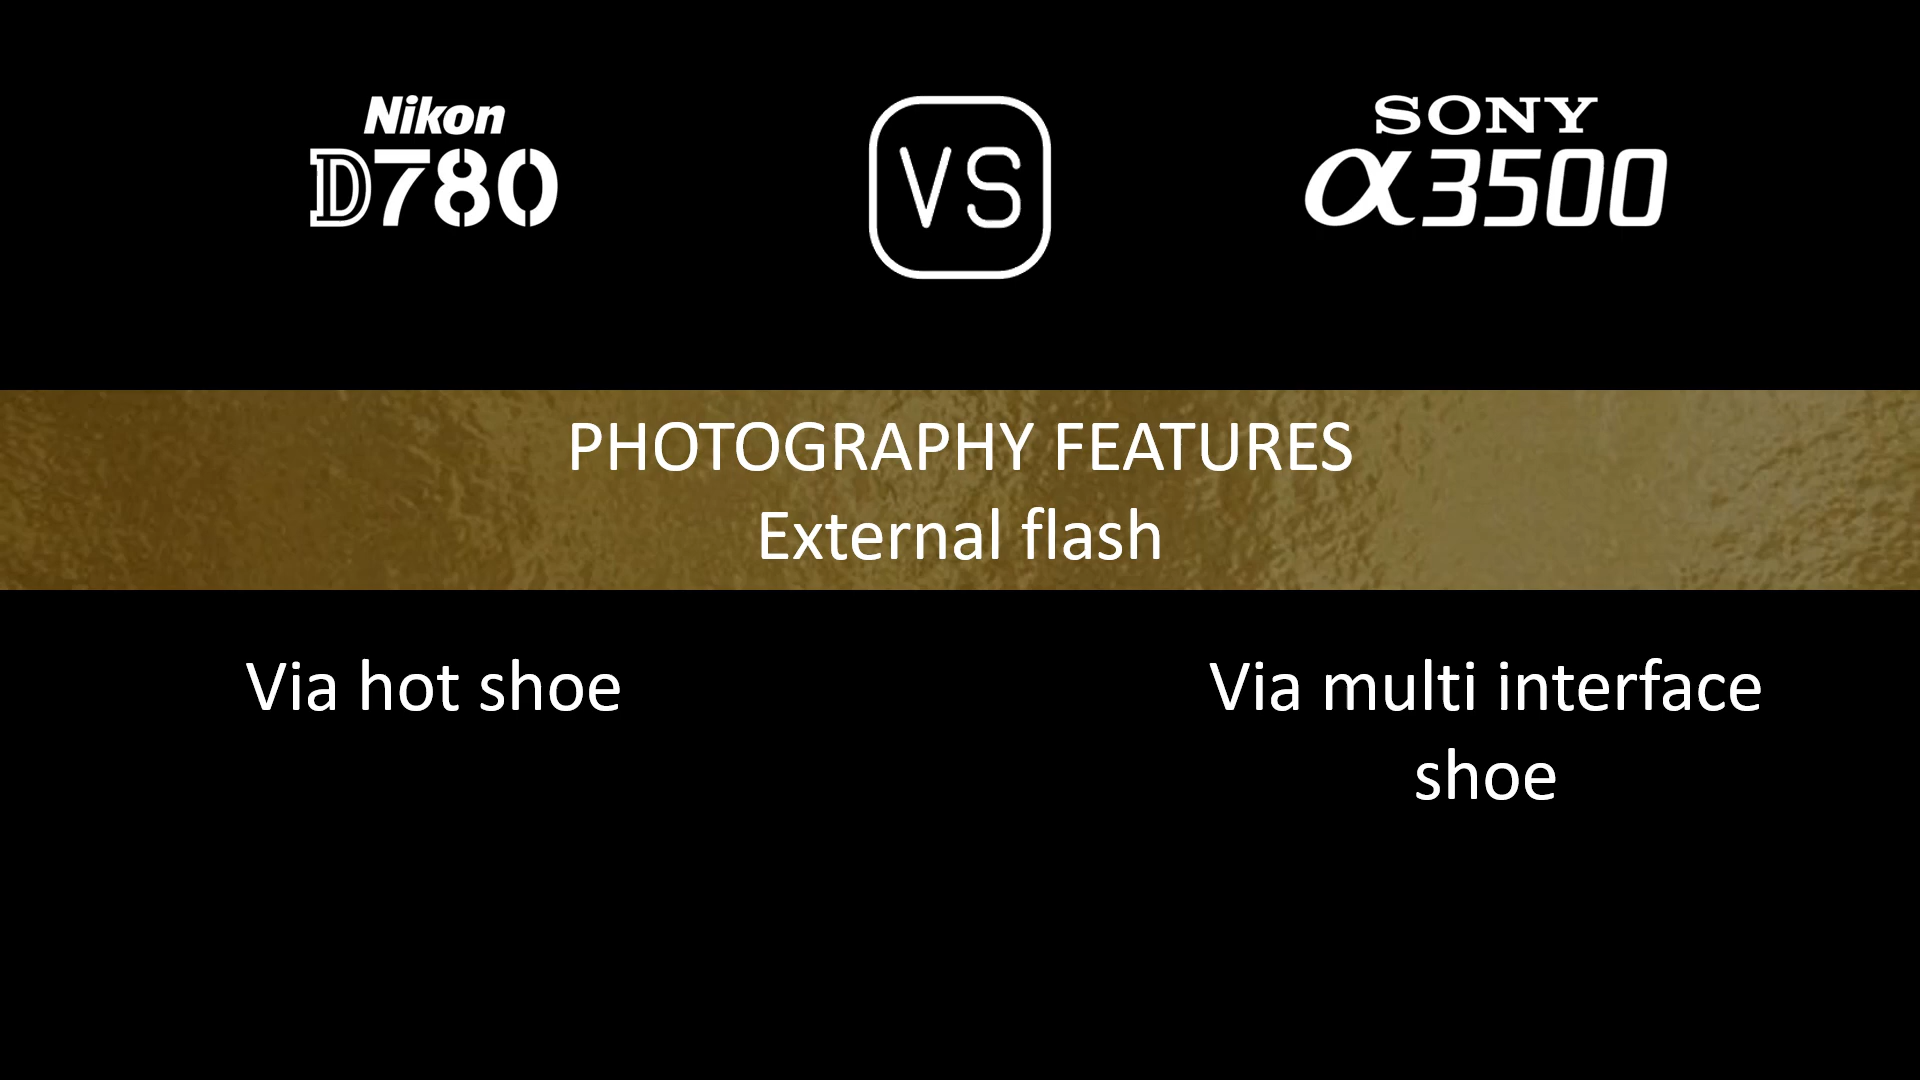 Nikon
D780
VS
SONY
α3500
PHOTOGRAPHY FEATURES
External flash
Via hot shoe
Via multi interface
shoe